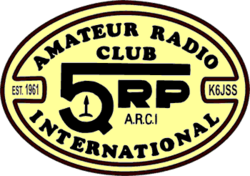 AMATEUR RADIO
CLUB
EST. 1961
QRP
K6JSS
A.R.C.I
INTERNATIONAL